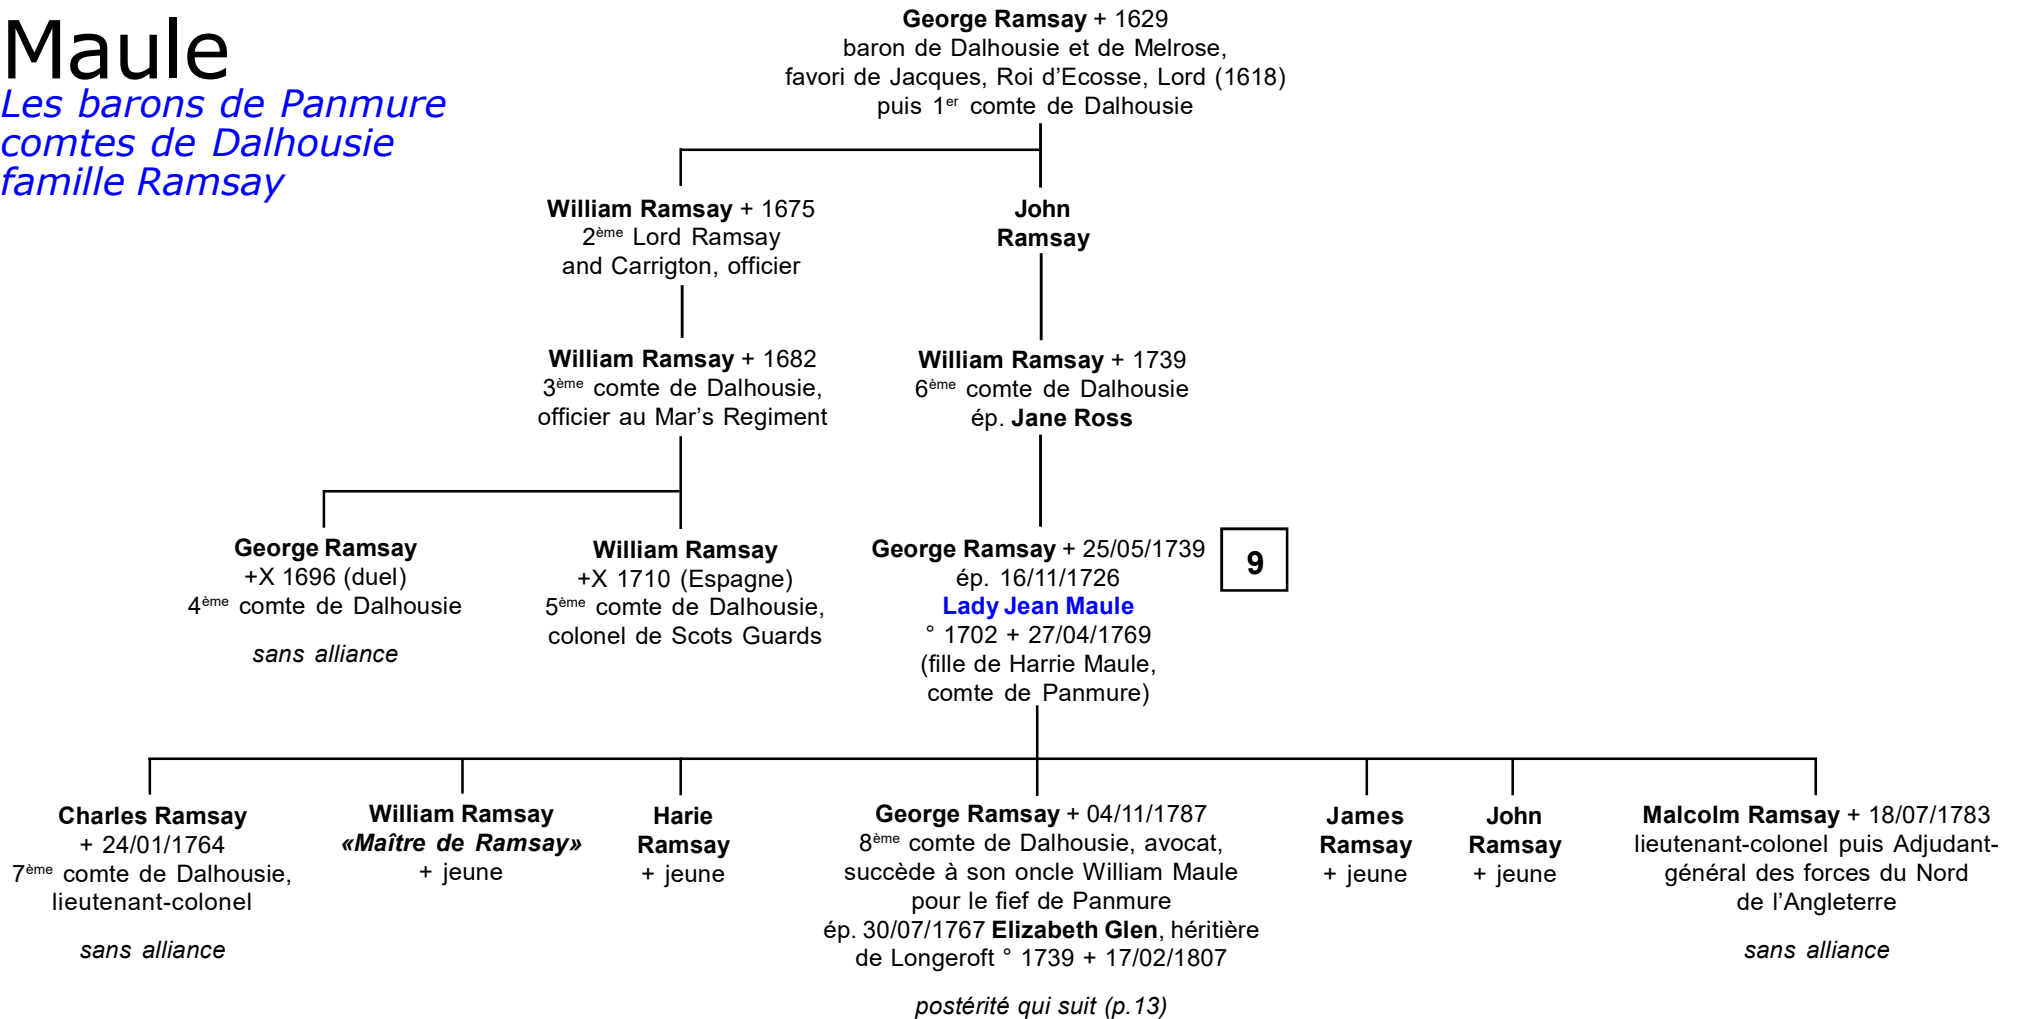 Maule
Les barons de Panmure
comtes de Dalhousie
famille Ramsay
George Ramsay + 1629
baron de Dalhousie et de Melrose,
favori de Jacques, Roi d'Ecosse, Lord (1618)
puis 1er comte de Dalhousie
William Ramsay + 1675
2ème Lord Ramsay
and Carrigton, officier
John
Ramsay
William Ramsay + 1682
3ème comte de Dalhousie,
officier au Mar's Regiment
William Ramsay + 1739
6ème comte de Dalhousie
ép. Jane Ross
George Ramsay
+X 1696 (duel)
4ème comte de Dalhousie
sans alliance
William Ramsay
+X 1710 (Espagne)
5ème comte de Dalhousie,
colonel de Scots Guards
George Ramsay + 25/05/1739
ép. 16/11/1726
Lady Jean Maule
° 1702 + 27/04/1769
(fille de Harrie Maule,
comte de Panmure)
9
Charles Ramsay
+ 24/01/1764
7ème comte de Dalhousie,
lieutenant-colonel
sans alliance
William Ramsay
«Maître de Ramsay»
+ jeune
Harie
Ramsay
+ jeune
George Ramsay + 04/11/1787
8ème comte de Dalhousie, avocat,
succède à son oncle William Maule
pour le fief de Panmure
ép. 30/07/1767 Elizabeth Glen, héritière
de Longeroft ° 1739 + 17/02/1807
postérité qui suit (p.13)
James
Ramsay
+ jeune
John
Ramsay
+ jeune
Malcolm Ramsay + 18/07/1783
lieutenant-colonel puis Adjudant-
général des forces du Nord
de l'Angleterre
sans alliance